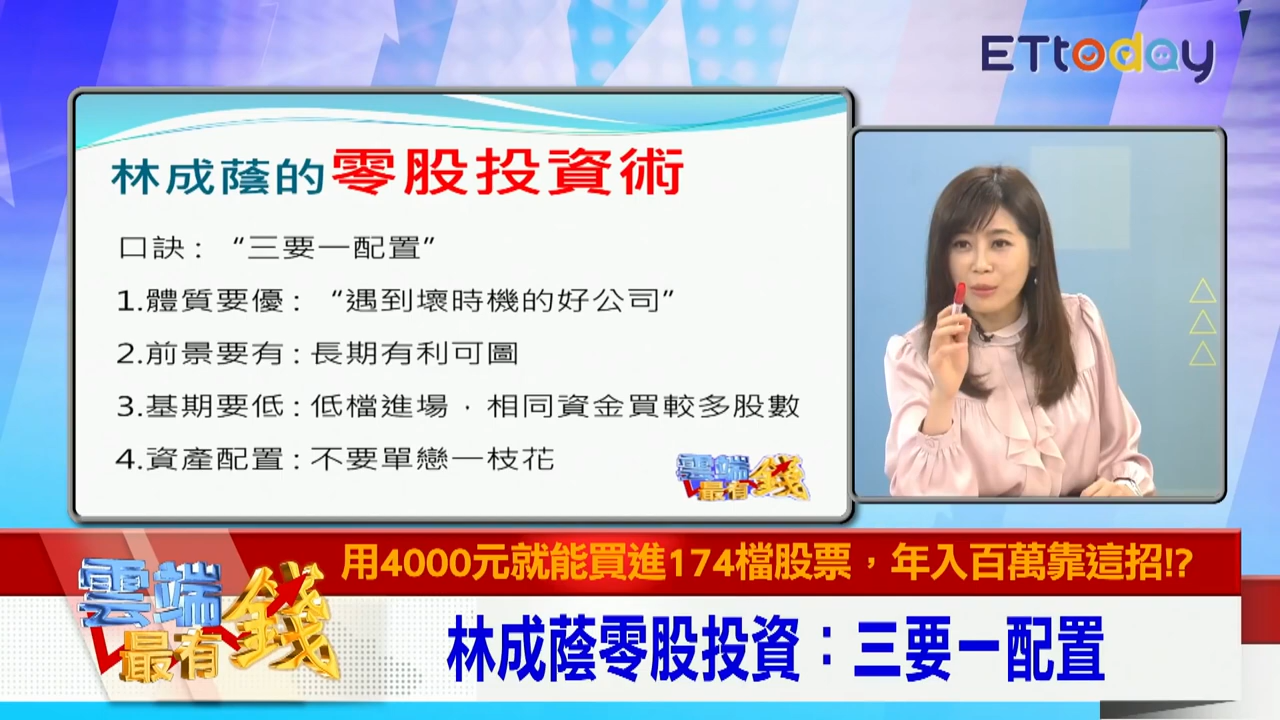 ETtoday
林成蔭的零股投資術
口訣：“三要一配置”
1.體質要優：“遇到壞時機的好公司”
2.前景要有：長期有利可圖
3.基期要低：低檔進場，相同資金買較多股數
4.資產配置：不要單戀一枝花
雲端最有錢
用4000元就能買進174檔股票，年入百萬靠這招!?
雲端最有錢
林成蔭零股投資：三要一配置